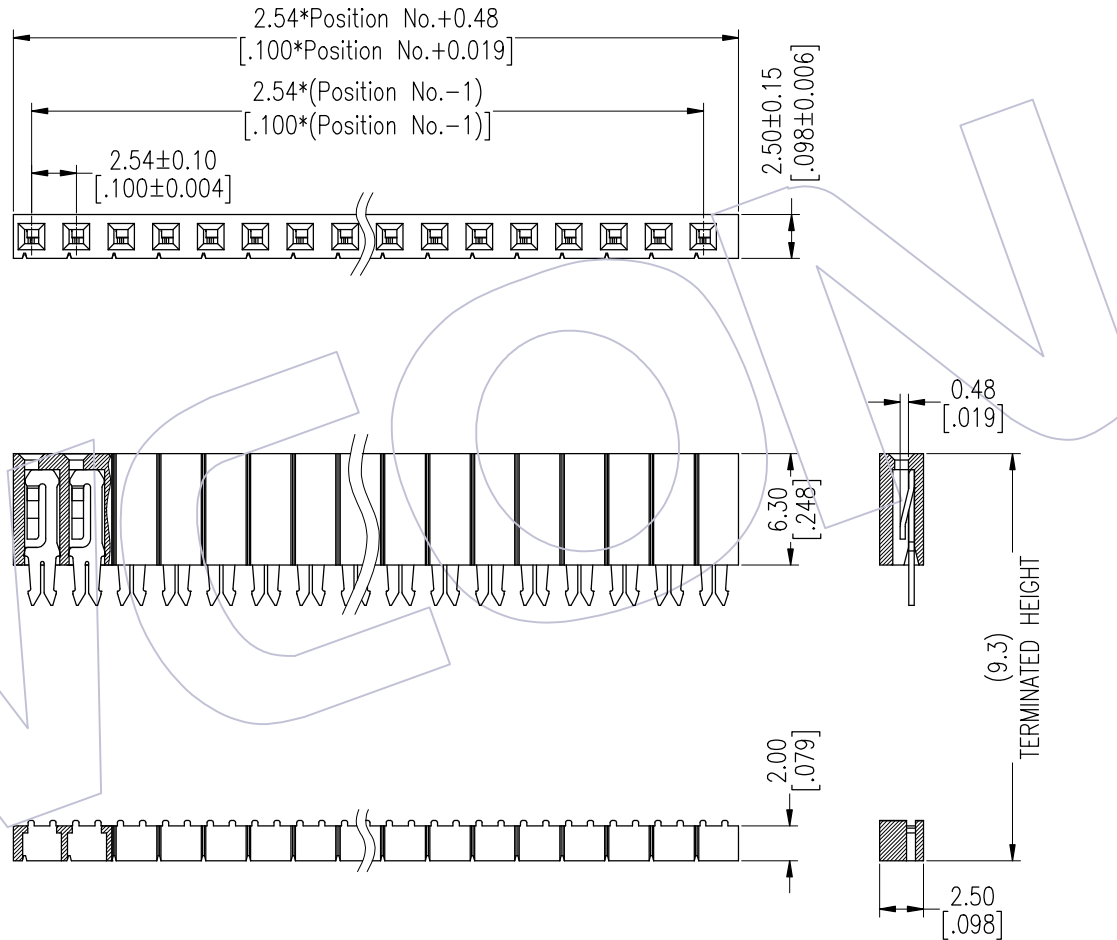 2.54*Position No.+0.48
[.100*Position No.+0.019]
2.54*(Position No.-1)
[.100*(Position No.-1)]
2.54±0.10
[.100±0.004]
2.50±0.15
[.098±0.006]
0.48
[.019]
6.30
[.248]
(9.3)
TERMINATED HEIGHT
2.00
[.079]
2.50
[.098]
WCON